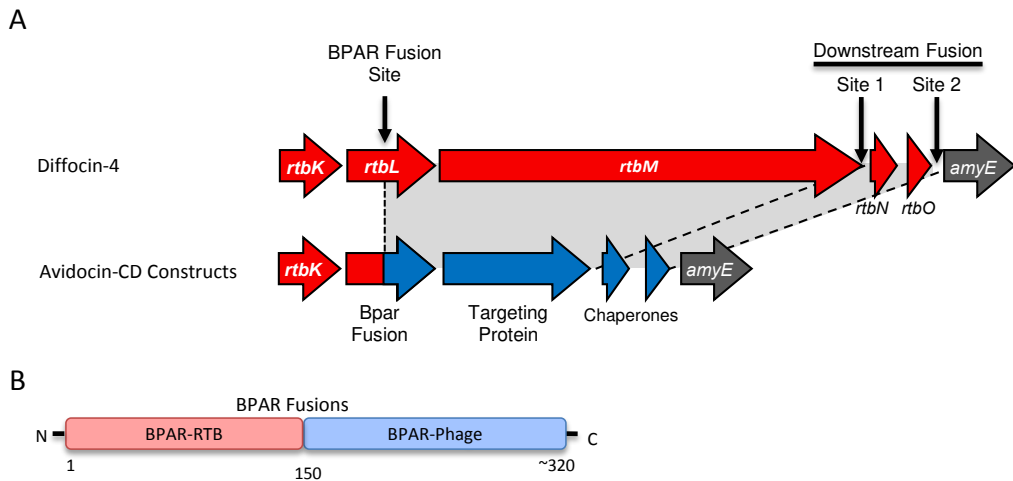 A
BPAR Fusion
Site
Downstream Fusion
Site 1 Site 2
Diffocin-4
rtbK rtbL rtbM amyE
rtbN rtbO
Avidocin-CD Constructs
rtbK amyE
Bpar
Fusion
Targeting
Protein
Chaperones
B
BPAR Fusions
N BPAR-RTB BPAR-Phage C
1 150 ~320